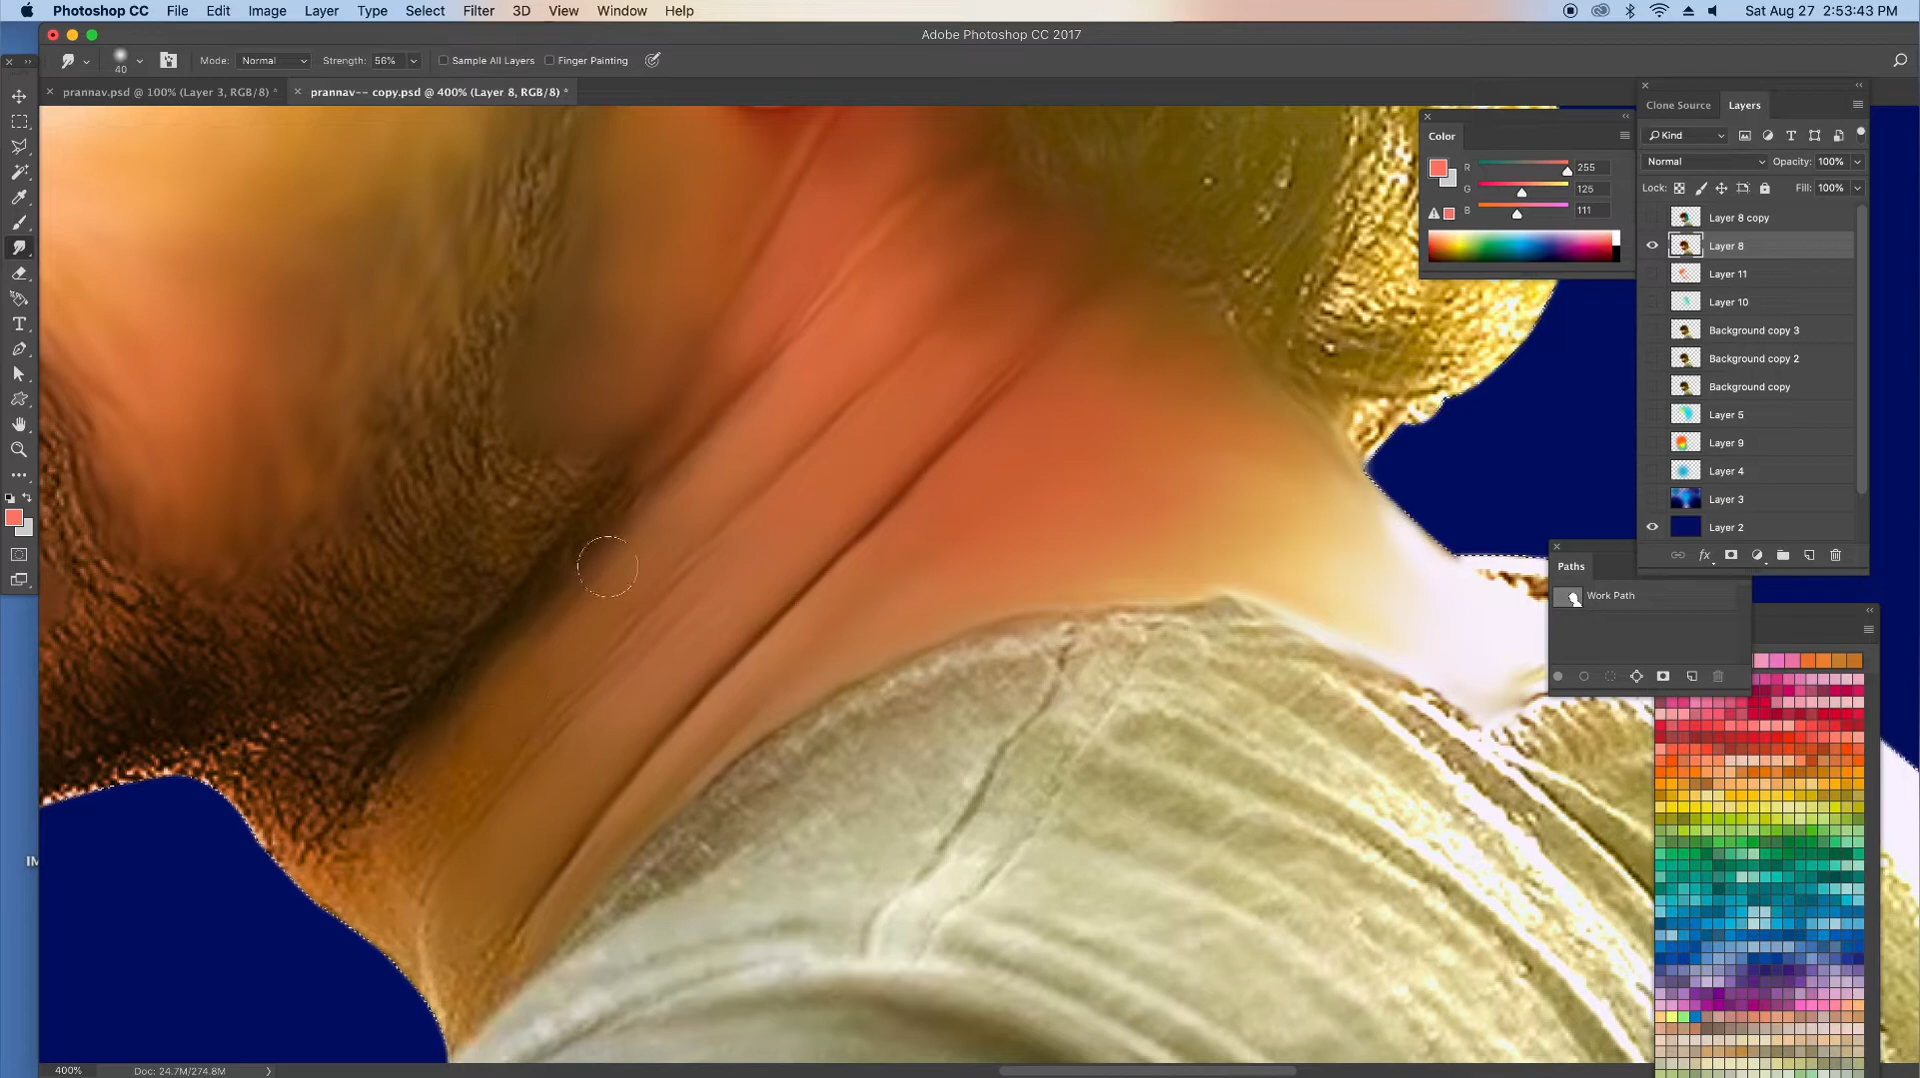 Photoshop CC File Edit Image Layer Type Select Filter 3D View Window Help Sat Aug 27 2:53:43 PM
Adobe Photoshop CC 2017
40 Mode: Normal Strength: 56% Sample All Layers Finger Painting
prannav.psd @ 100% (Layer 3, RGB/8) * prannav-- copy.psd @ 400% (Layer 8, RGB/8) *
Color
R 255
G 125
B 111
Clone Source Layers
Kind
Normal Opacity: 100%
Lock: Fill: 100%
Layer 8 copy
Layer 8
Layer 11
Layer 10
Background copy 3
Background copy 2
Background copy
Layer 5
Layer 9
Layer 4
Layer 3
Layer 2
fx
Paths
Work Path
IM
400% Doc: 24.7M/274.8M